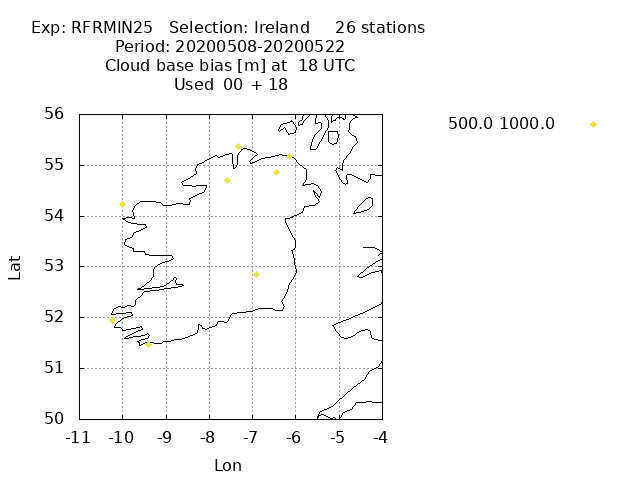 Exp: RFRMIN25   Selection: Ireland     26 stations
Period: 20200508-20200522
Cloud base bias [m] at  18 UTC
Used  00 + 18
500.0 1000.0
56
55
54
53
52
51
50
-11 -10 -9 -8 -7 -6 -5 -4
Lat
Lon